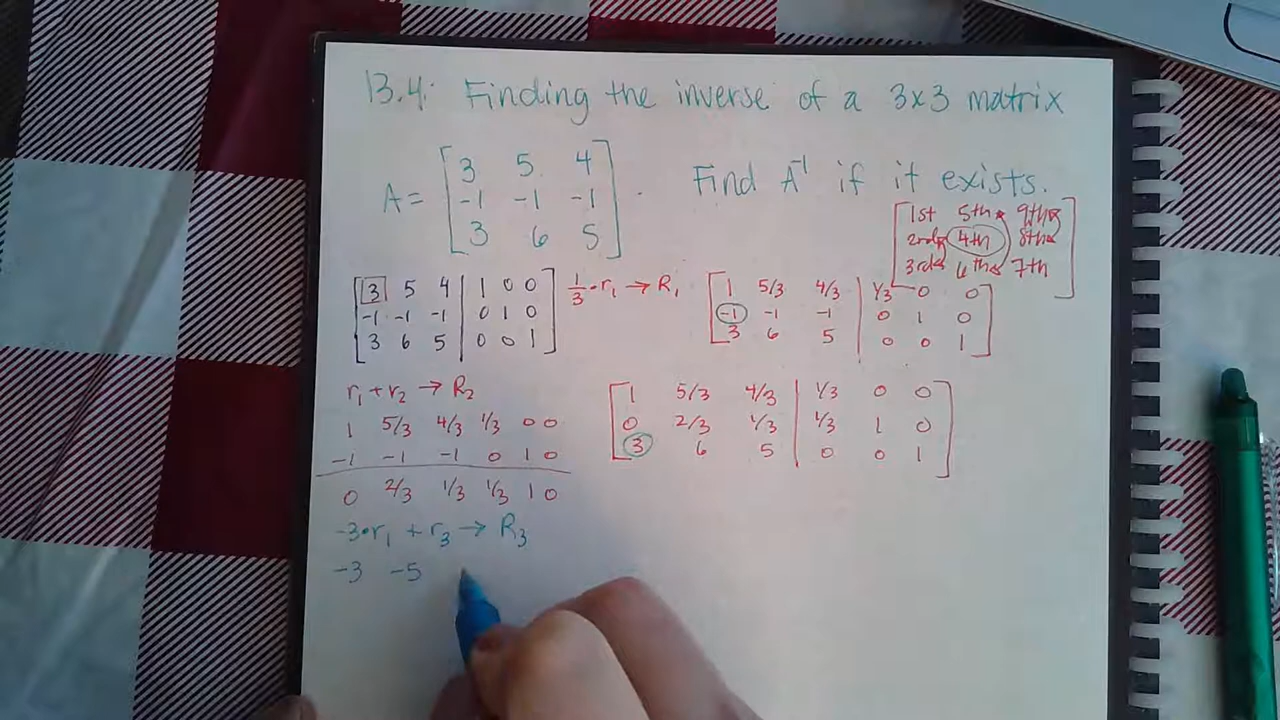 13.4: Finding the inverse of a 3x3 matrix
A = [3 5 4
-1 -1 -1
3 6 5] . Find A⁻¹ if it exists.
[1st 5th 9th
2nd 4th 8th
3rd 6th 7th]
[3 5 4 | 1 0 0
-1 -1 -1 | 0 1 0
3 6 5 | 0 0 1]
1/3 • r₁ → R₁
[1 5/3 4/3 | 1/3 0 0
-1 -1 -1 | 0 1 0
3 6 5 | 0 0 1]
r₁ + r₂ → R₂
1 5/3 4/3 1/3 0 0
-1 -1 -1 0 1 0
0 2/3 1/3 1/3 1 0
[1 5/3 4/3 | 1/3 0 0
0 2/3 1/3 | 1/3 1 0
3 6 5 | 0 0 1]
-3•r₁ + r₃ → R₃
-3 -5